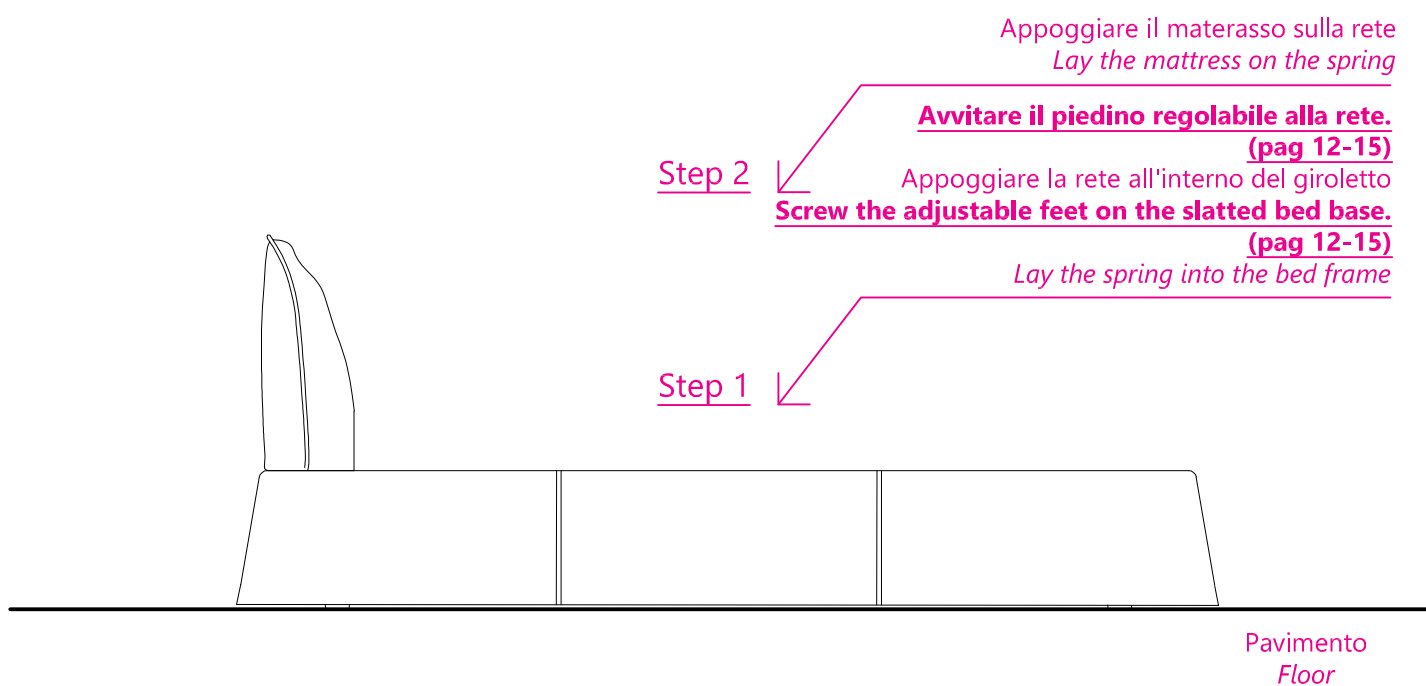 Appoggiare il materasso sulla rete
Lay the mattress on the spring
Avvitare il piedino regolabile alla rete.
(pag 12-15)
Step 2
Appoggiare la rete all'interno del giroletto
Screw the adjustable feet on the slatted bed base.
(pag 12-15)
Lay the spring into the bed frame
Step 1
Pavimento
Floor